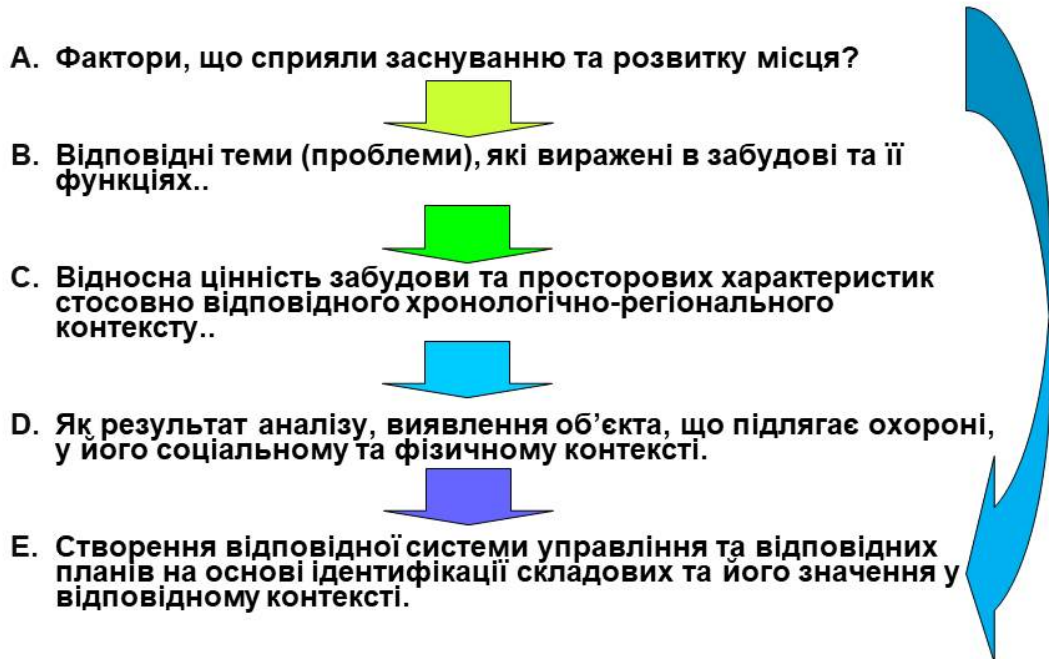 A. Фактори, що сприяли заснуванню та розвитку місця?
B. Відповідні теми (проблеми), які виражені в забудові та її
функціях..
C. Відносна цінність забудови та просторових характеристик
стосовно відповідного хронологічно-регіонального
контексту..
D. Як результат аналізу, виявлення об’єкта, що підлягає охороні,
у його соціальному та фізичному контексті.
E. Створення відповідної системи управління та відповідних
планів на основі ідентифікації складових та його значення у
відповідному контексті.